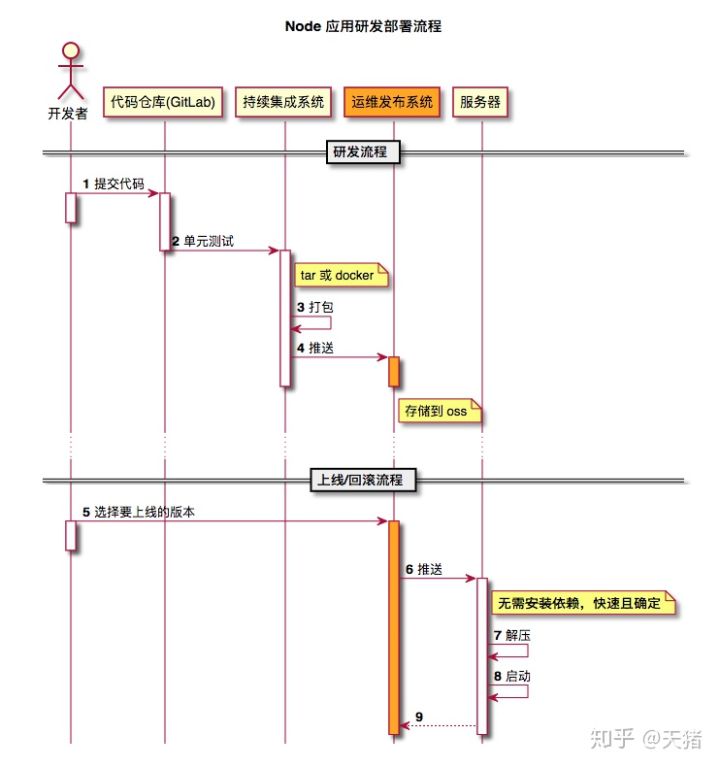 Node 应用研发部署流程
开发者
代码仓库(GitLab)
持续集成系统
运维发布系统
服务器
研发流程
1 提交代码
2 单元测试
tar 或 docker
3 打包
4 推送
存储到 oss
上线/回滚流程
5 选择要上线的版本
6 推送
无需安装依赖，快速且确定
7 解压
8 启动
9
知乎 @天猪